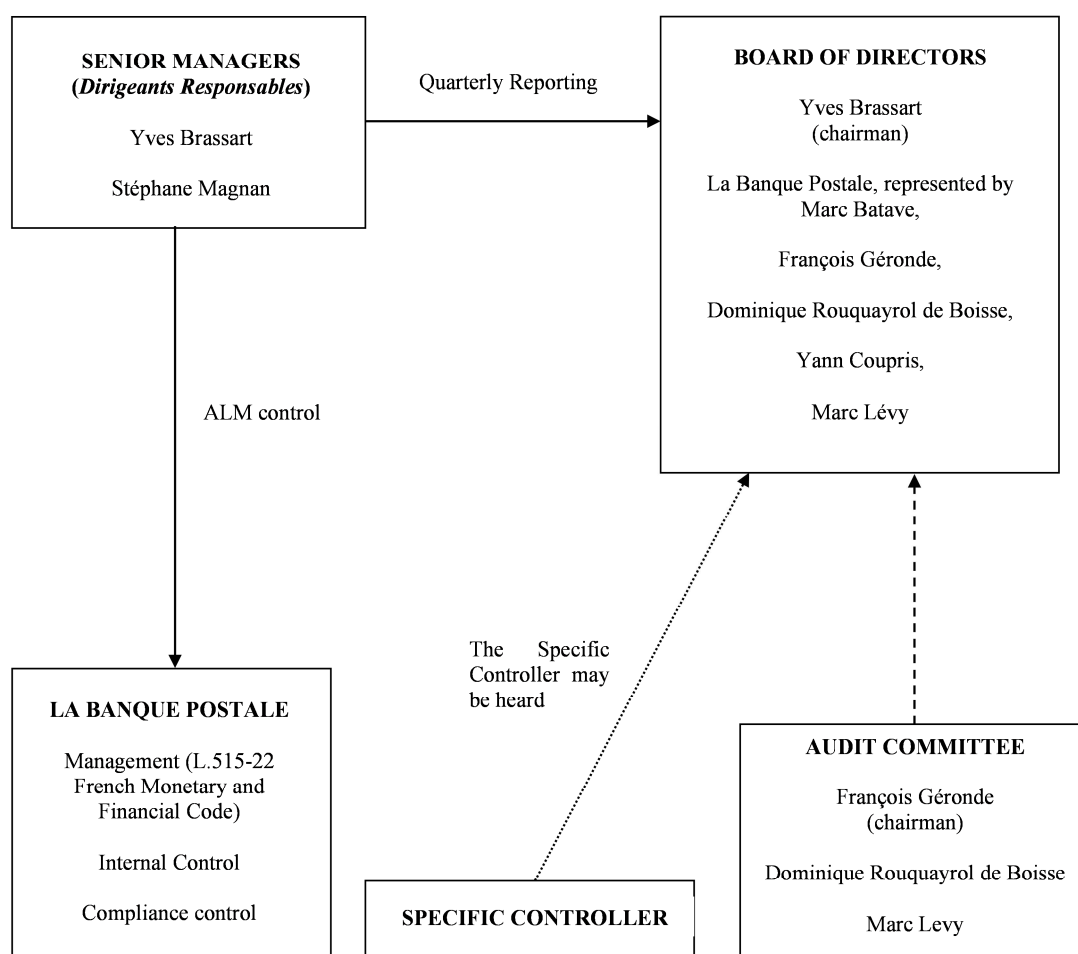 SENIOR MANAGERS
(Dirigeants Responsables)
Yves Brassart
Stéphane Magnan
Quarterly Reporting
BOARD OF DIRECTORS
Yves Brassart
(chairman)
La Banque Postale, represented by
Marc Batave,
François Géronde,
Dominique Rouquayrol de Boisse,
Yann Coupris,
Marc Lévy
ALM control
The Specific
Controller may
be heard
LA BANQUE POSTALE
Management (L.515-22
French Monetary and
Financial Code)
Internal Control
Compliance control
SPECIFIC CONTROLLER
AUDIT COMMITTEE
François Géronde
(chairman)
Dominique Rouquayrol de Boisse
Marc Levy